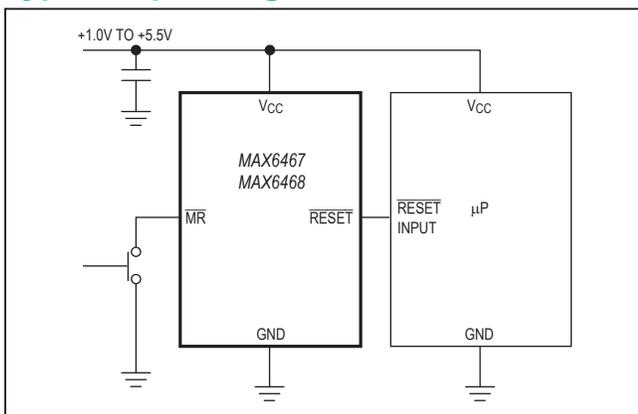 +1.0V TO +5.5V
VCC
VCC
MAX6467
MAX6468
MR
RESET
RESET
INPUT
μP
GND
GND